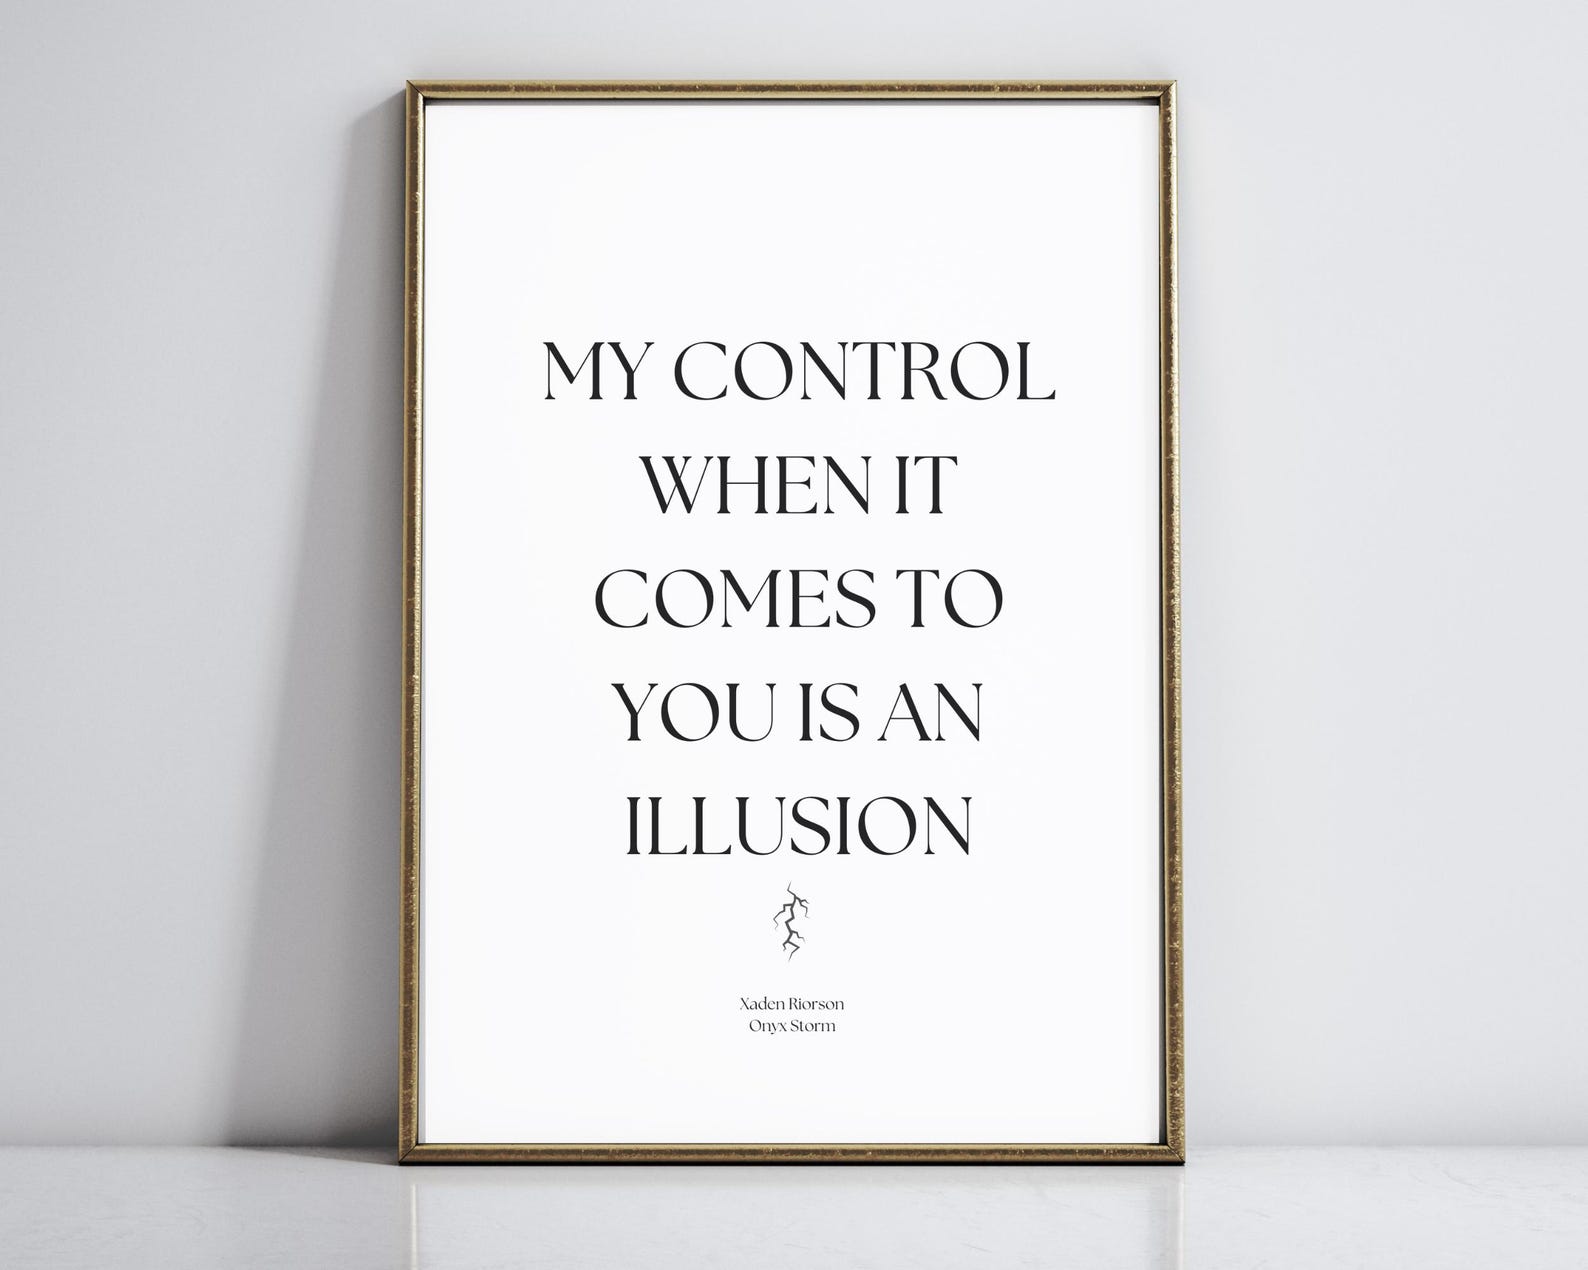 MY CONTROL
WHEN IT
COMES TO
YOU IS AN
ILLUSION
Xaden Riorson
Onyx Storm